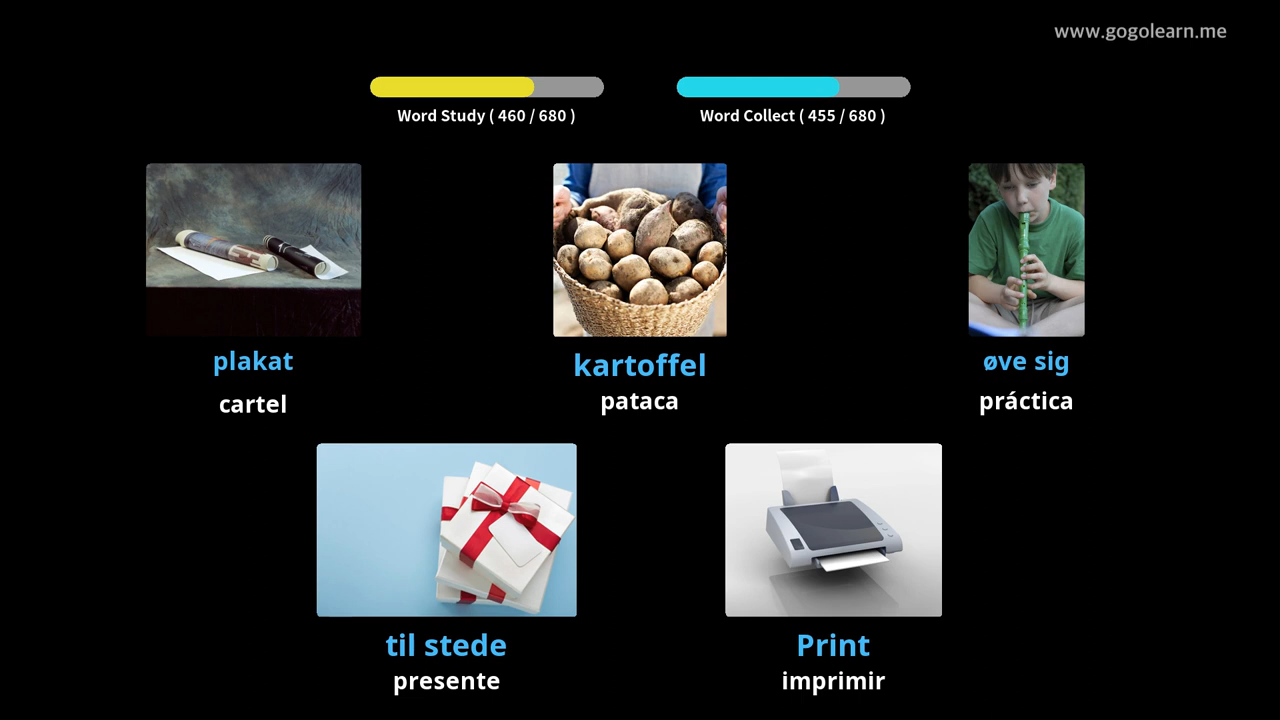 www.gogolearn.me
Word Study ( 460 / 680 )
Word Collect ( 455 / 680 )
plakat
cartel
kartoffel
pataca
øve sig
práctica
til stede
presente
Print
imprimir